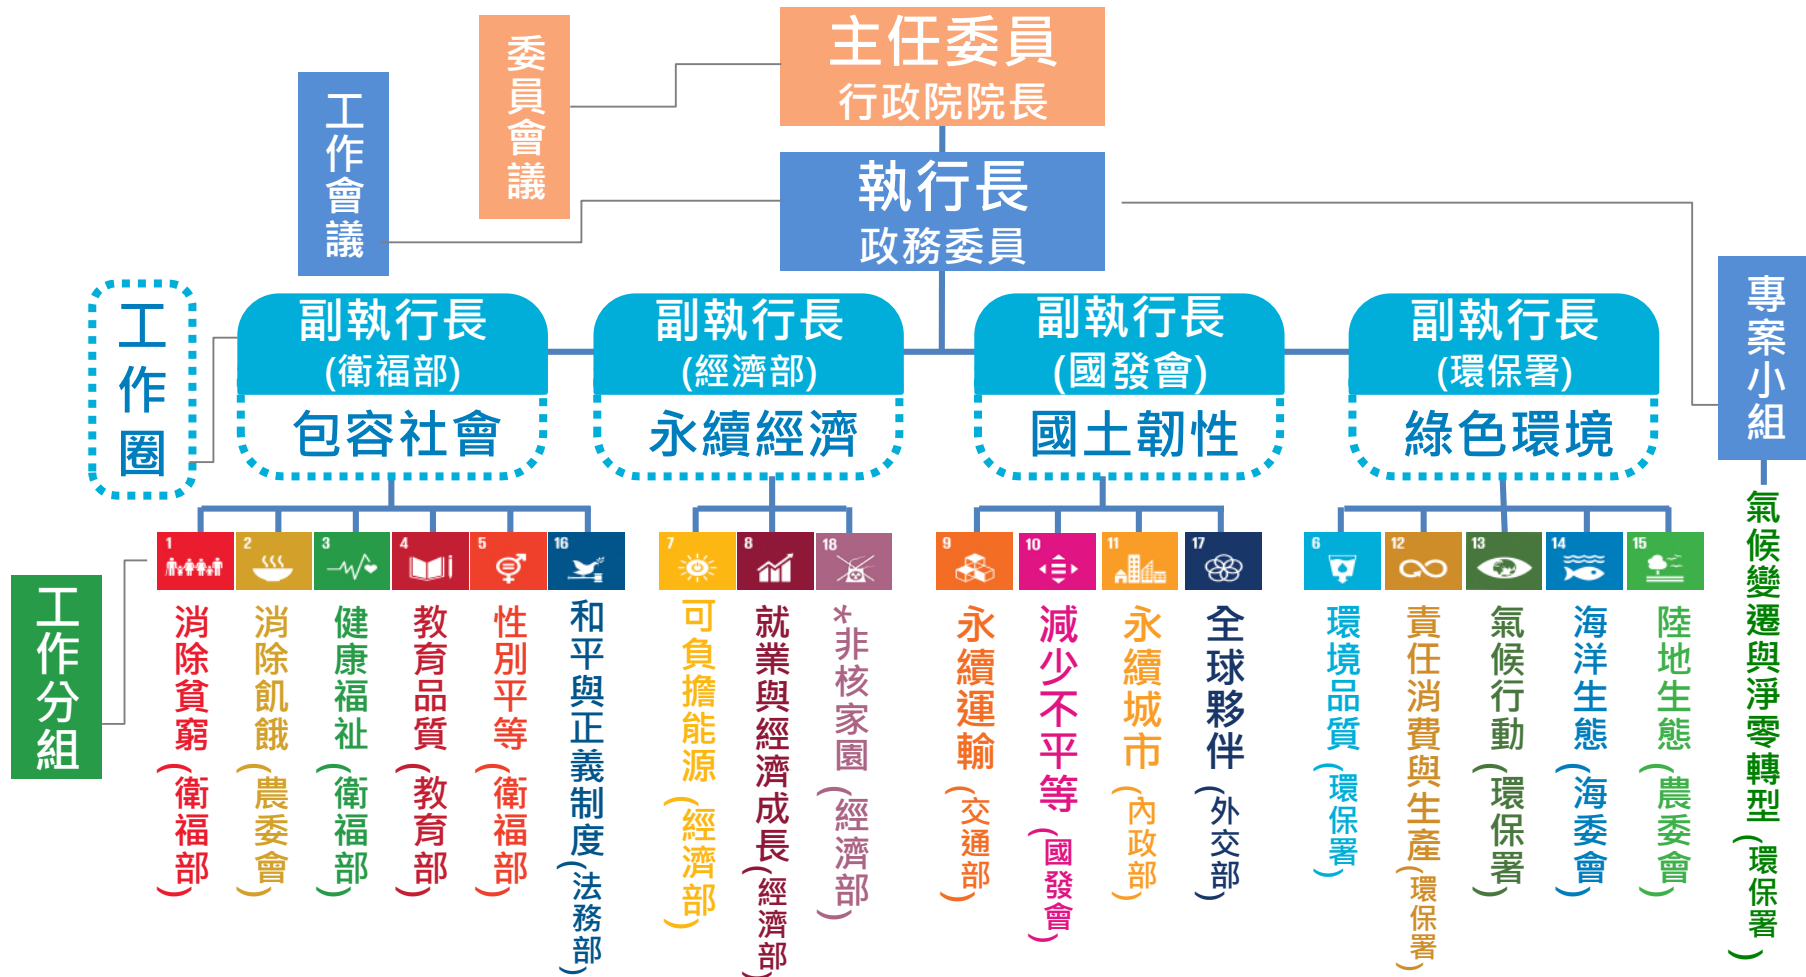 主任委員
行政院院長
委員會議
工作會議
執行長
政務委員
專案小組
氣候變遷與淨零轉型(環保署)
工作圈
副執行長
(衛福部)
包容社會
副執行長
(經濟部)
永續經濟
副執行長
(國發會)
國土韌性
副執行長
(環保署)
綠色環境
工作分組
1
消除貧窮(衛福部)
2
消除飢餓(農委會)
3
健康福祉(衛福部)
4
教育品質(教育部)
5
性別平等(衛福部)
16
和平與正義制度(法務部)
7
可負擔能源(經濟部)
8
就業與經濟成長(經濟部)
18
*非核家園(經濟部)
9
永續運輸(交通部)
10
減少不平等(國發會)
11
永續城市(內政部)
17
全球夥伴(外交部)
6
環境品質(環保署)
12
責任消費與生產(環保署)
13
氣候行動(環保署)
14
海洋生態(海委會)
15
陸地生態(農委會)